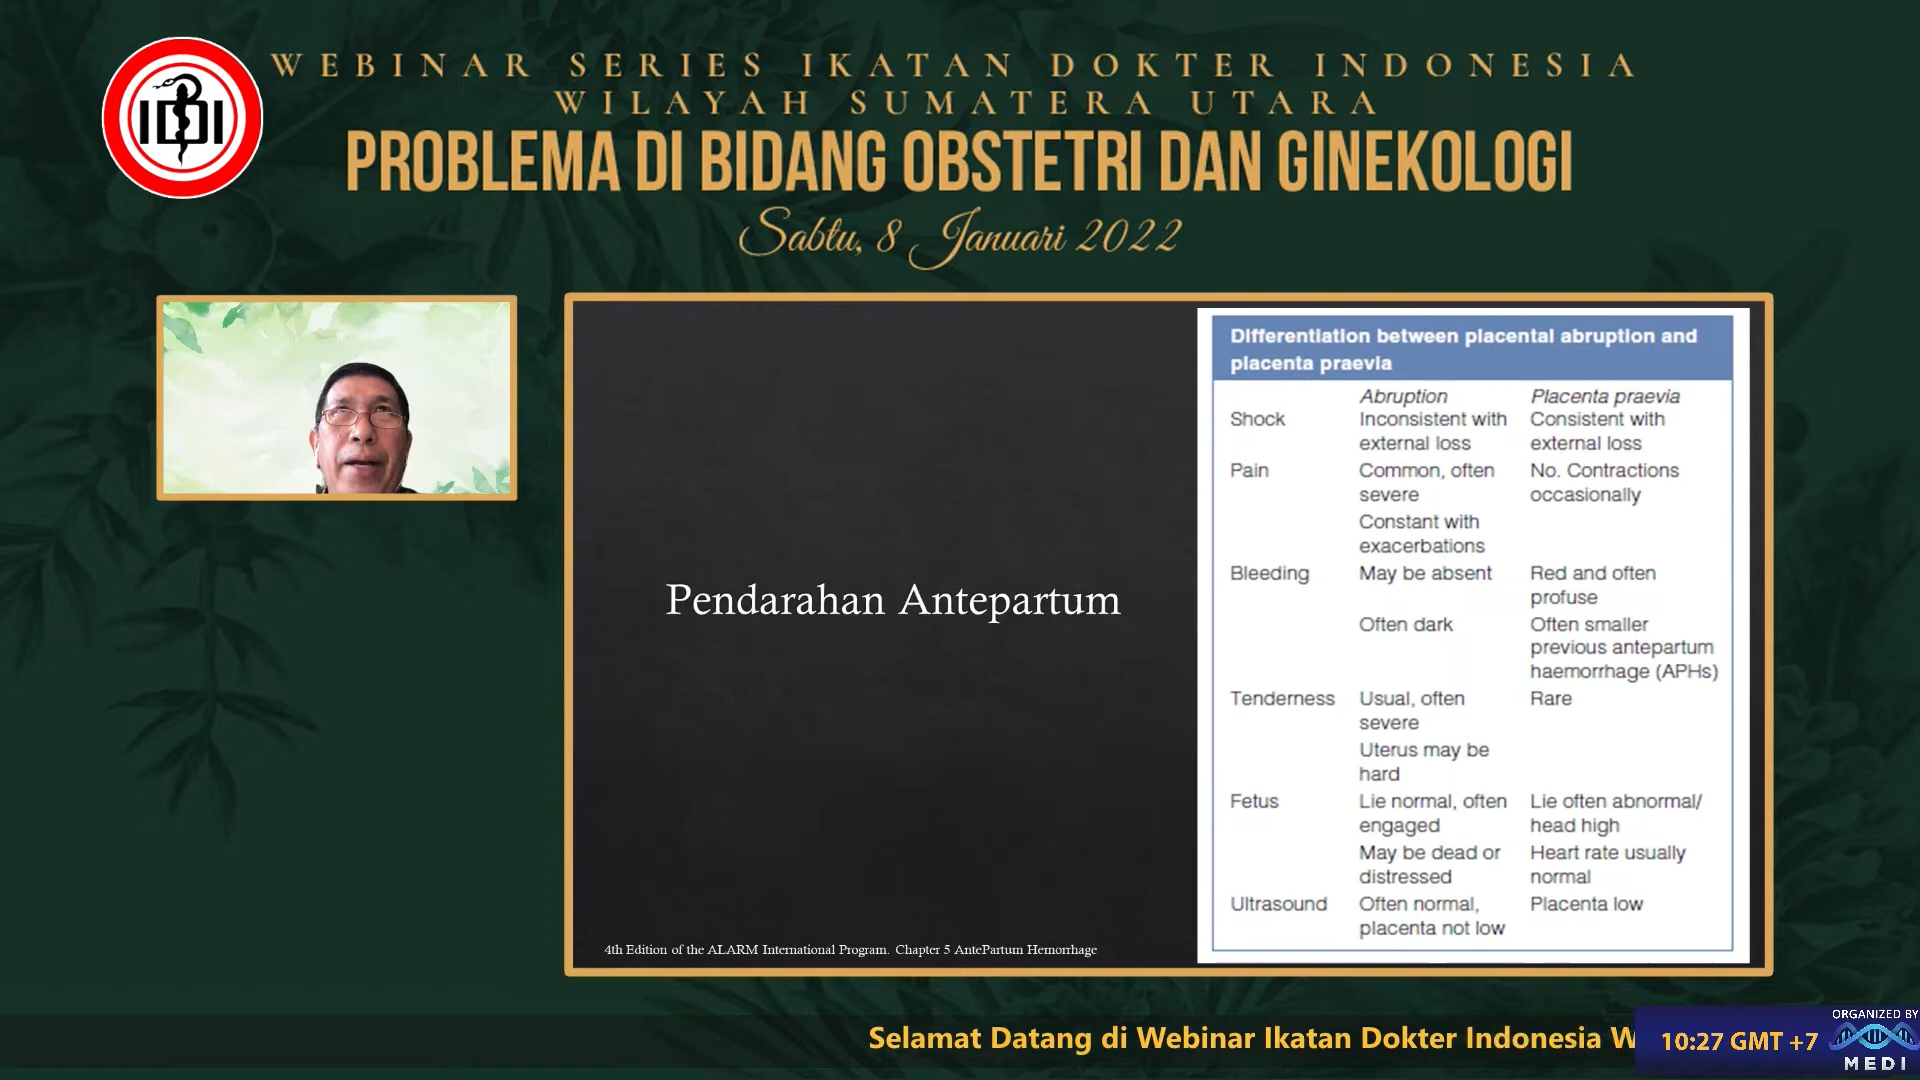 WEBINAR SERIES IKATAN DOKTER INDONESIA
WILAYAH SUMATERA UTARA
PROBLEMA DI BIDANG OBSTETRI DAN GINEKOLOGI
Sabtu, 8 Januari 2022
IDI
Pendarahan Antepartum
4th Edition of the ALARM International Program. Chapter 5 AntePartum Hemorrhage
Differentiation between placental abruption and
placenta praevia
Abruption Placenta praevia
Shock Inconsistent with Consistent with
external loss external loss
Pain Common, often No. Contractions
severe occasionally
Constant with
exacerbations
Bleeding May be absent Red and often
profuse
Often dark Often smaller
previous antepartum
haemorrhage (APHs)
Tenderness Usual, often Rare
severe
Uterus may be
hard
Fetus Lie normal, often Lie often abnormal/
engaged head high
May be dead or Heart rate usually
distressed normal
Ultrasound Often normal, Placenta low
placenta not low
Selamat Datang di Webinar Ikatan Dokter Indonesia W
10:27 GMT +7
ORGANIZED BY
MEDI